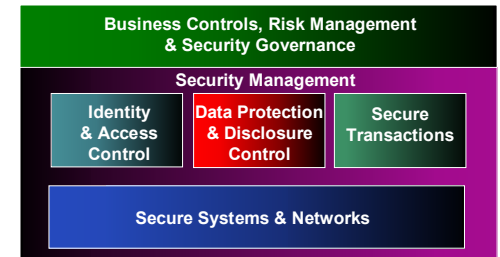 Business Controls, Risk Management
& Security Governance
Security Management
Identity
& Access
Control
Data Protection
& Disclosure
Control
Secure
Transactions
Secure Systems & Networks